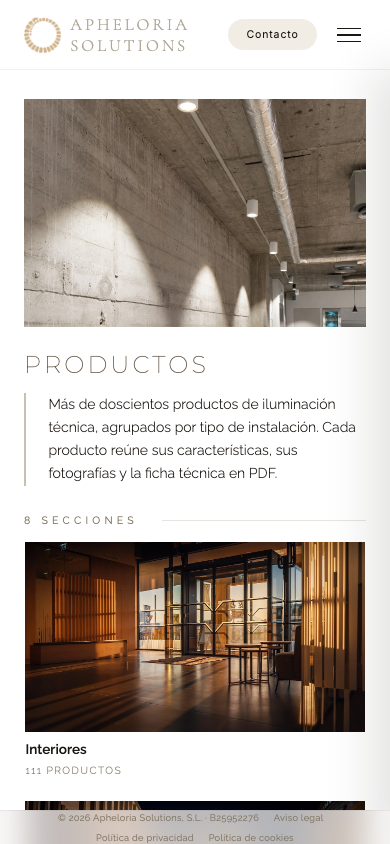 APHELORIA
SOLUTIONS
Contacto
PRODUCTOS
Más de doscientos productos de iluminación
técnica, agrupados por tipo de instalación. Cada
producto reúne sus características, sus
fotografías y la ficha técnica en PDF.
8 SECCIONES
Interiores
111 PRODUCTOS
© 2026 Apheloria Solutions, S.L. · B25952276 Aviso legal
Política de privacidad Política de cookies